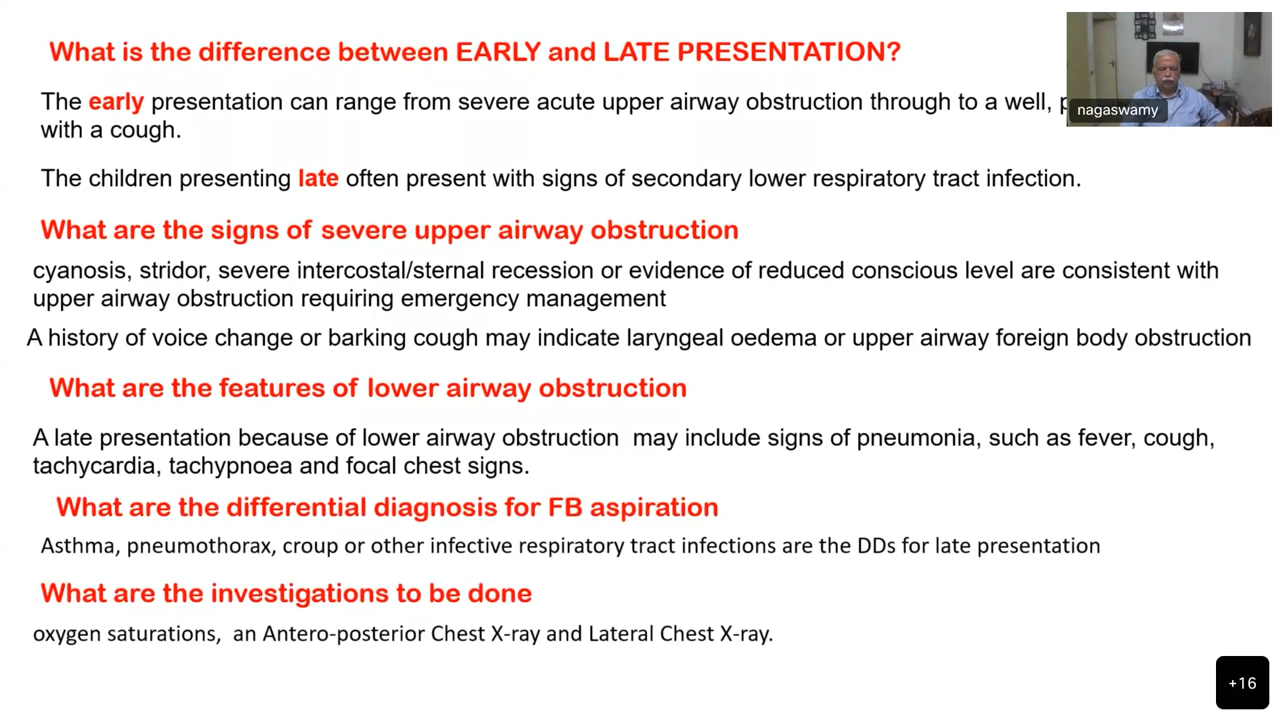 What is the difference between EARLY and LATE PRESENTATION?
The early presentation can range from severe acute upper airway obstruction through to a well,
with a cough.
nagaswamy
The children presenting late often present with signs of secondary lower respiratory tract infection.
What are the signs of severe upper airway obstruction
cyanosis, stridor, severe intercostal/sternal recession or evidence of reduced conscious level are consistent with
upper airway obstruction requiring emergency management
A history of voice change or barking cough may indicate laryngeal oedema or upper airway foreign body obstruction
What are the features of lower airway obstruction
A late presentation because of lower airway obstruction may include signs of pneumonia, such as fever, cough,
tachycardia, tachypnoea and focal chest signs.
What are the differential diagnosis for FB aspiration
Asthma, pneumothorax, croup or other infective respiratory tract infections are the DDs for late presentation
What are the investigations to be done
oxygen saturations, an Antero-posterior Chest X-ray and Lateral Chest X-ray.
+16